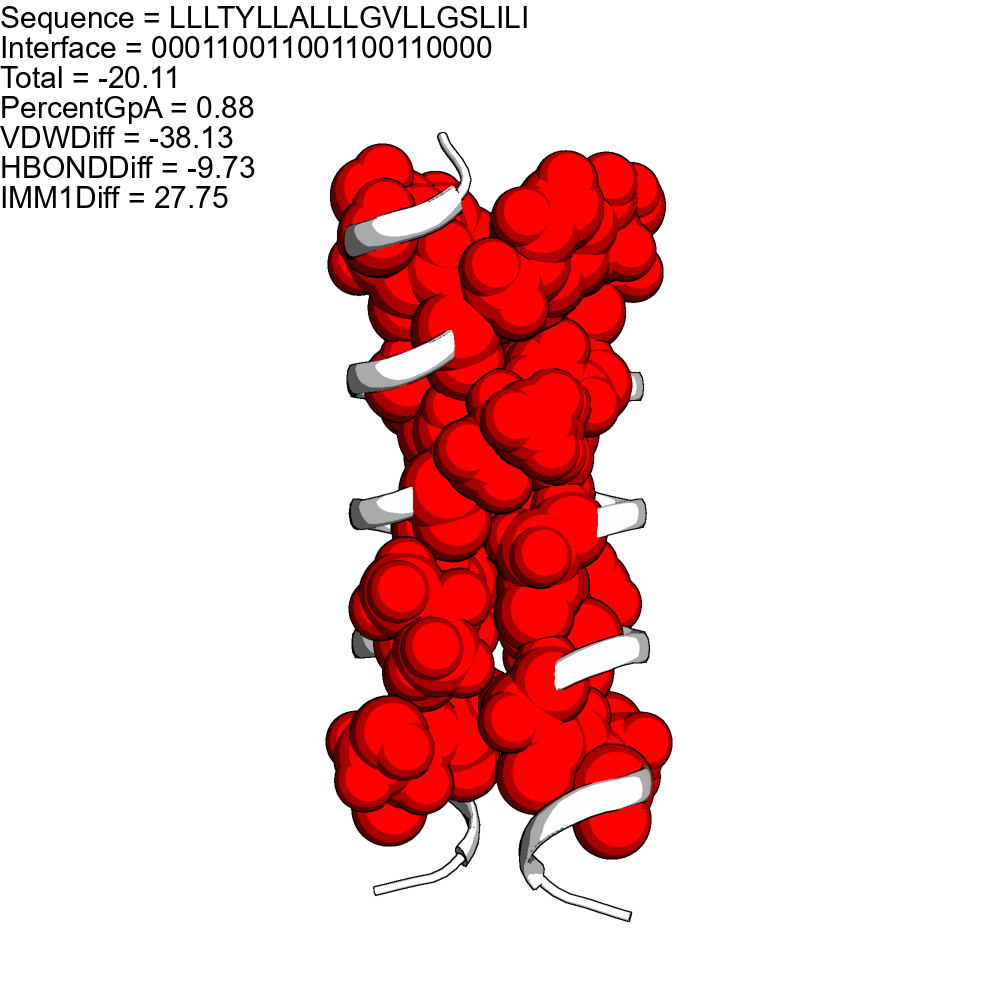 Sequence = LLLTYLLALLLGVLLGSLILI
Interface = 000110011001100110000
Total = -20.11
PercentGpA = 0.88
VDWDiff = -38.13
HBONDDiff = -9.73
IMM1Diff = 27.75